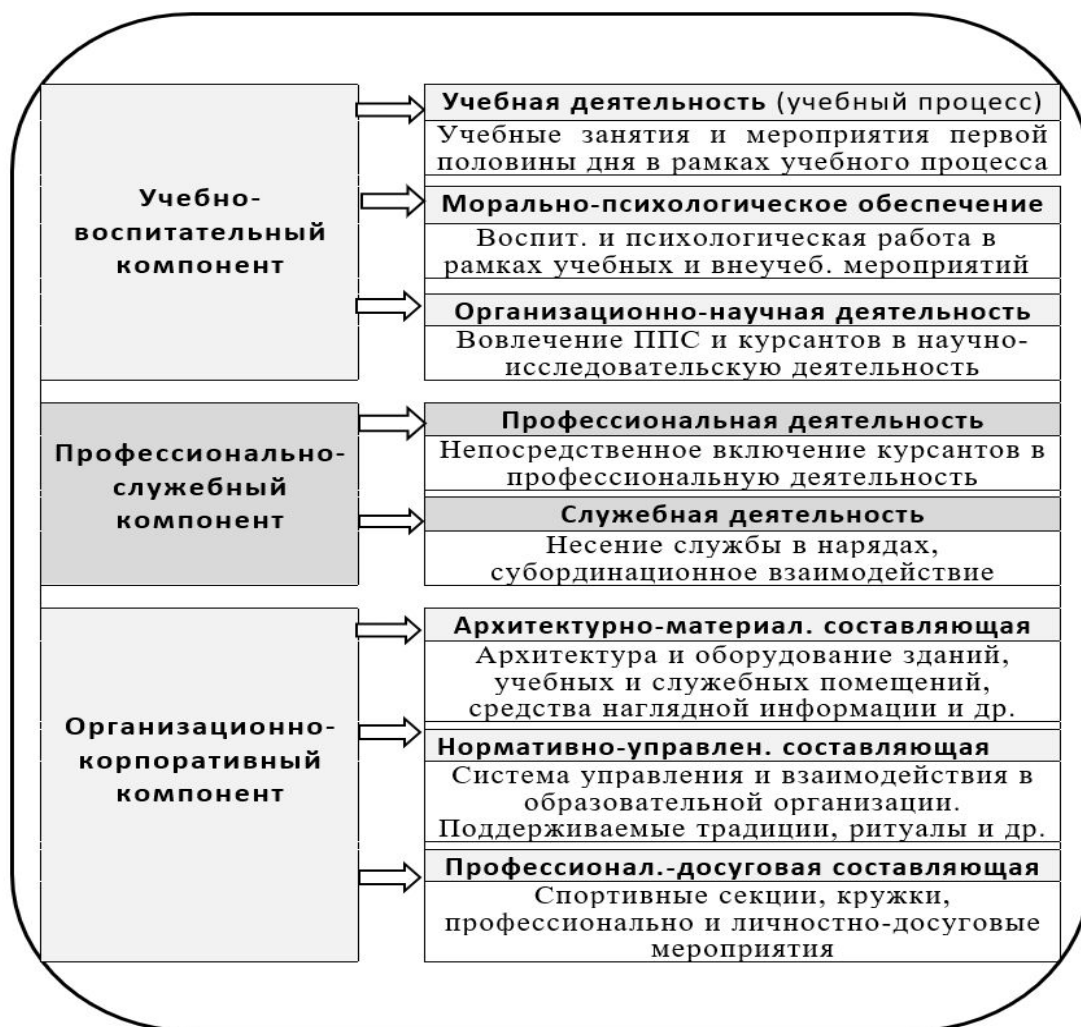 Учебно-
воспитательный
компонент
Учебная деятельность (учебный процесс)
Учебные занятия и мероприятия первой
половины дня в рамках учебного процесса
Морально-психологическое обеспечение
Воспит. и психологическая работа в
рамках учебных и внеучеб. мероприятий
Организационно-научная деятельность
Вовлечение ППС и курсантов в научно-
исследовательскую деятельность
Профессионально-
служебный
компонент
Профессиональная деятельность
Непосредственное включение курсантов в
профессиональную деятельность
Служебная деятельность
Несение службы в нарядах,
субординационное взаимодействие
Организационно-
корпоративный
компонент
Архитектурно-материал. составляющая
Архитектура и оборудование зданий,
учебных и служебных помещений,
средства наглядной информации и др.
Нормативно-управлен. составляющая
Система управления и взаимодействия в
образовательной организации.
Поддерживаемые традиции, ритуалы и др.
Профессионал.-досуговая составляющая
Спортивные секции, кружки,
профессионально и личностно-досуговые
мероприятия